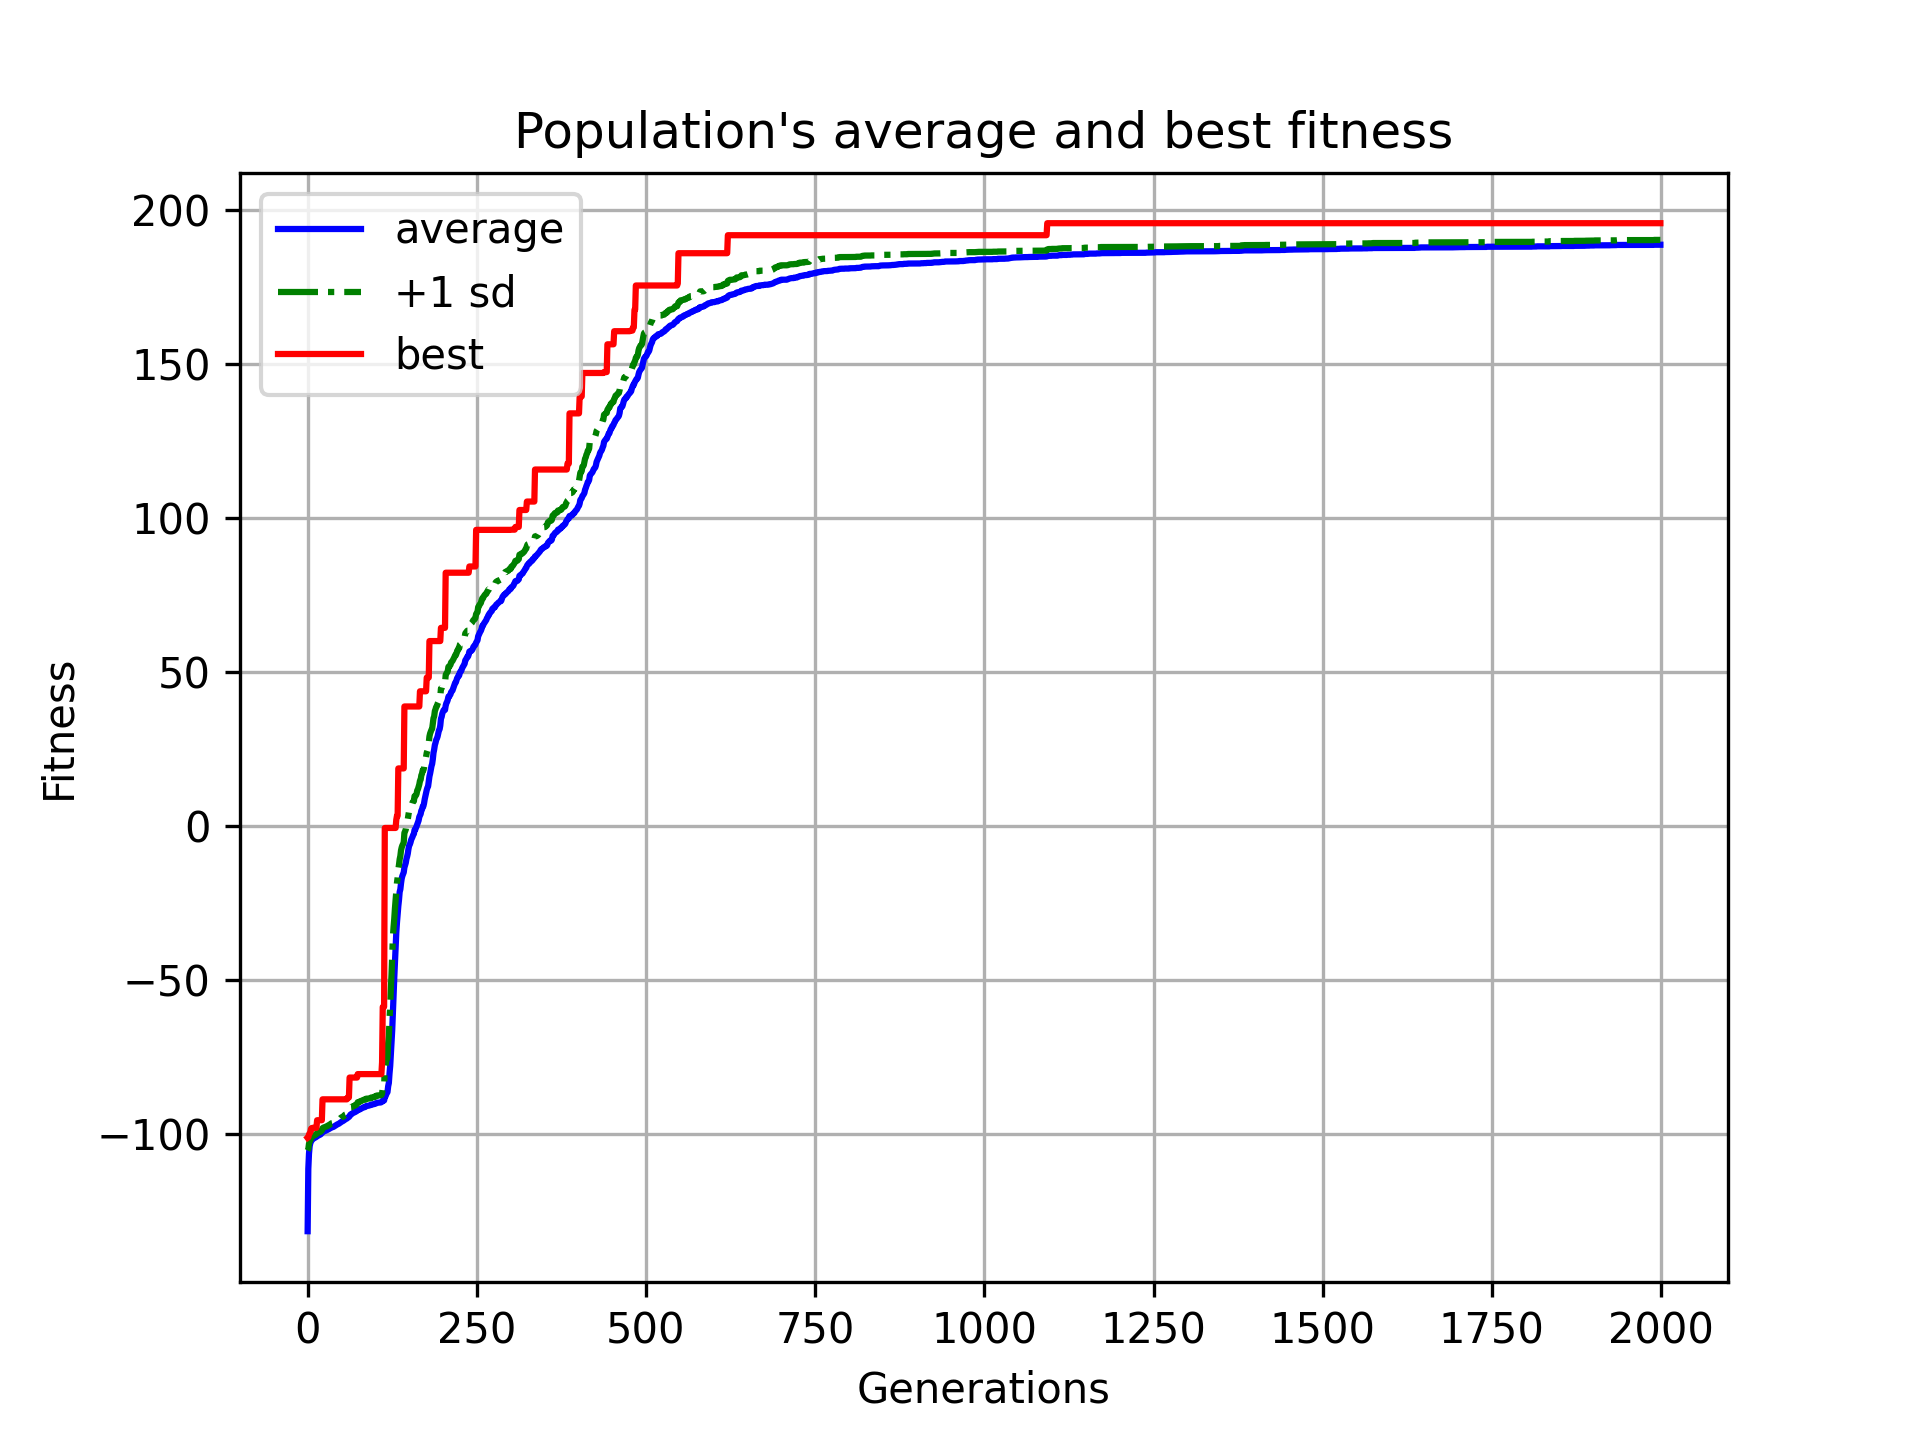 Population's average and best fitness
average
+1 sd
best
200
150
100
50
0
−50
−100
Fitness
0 250 500 750 1000 1250 1500 1750 2000
Generations